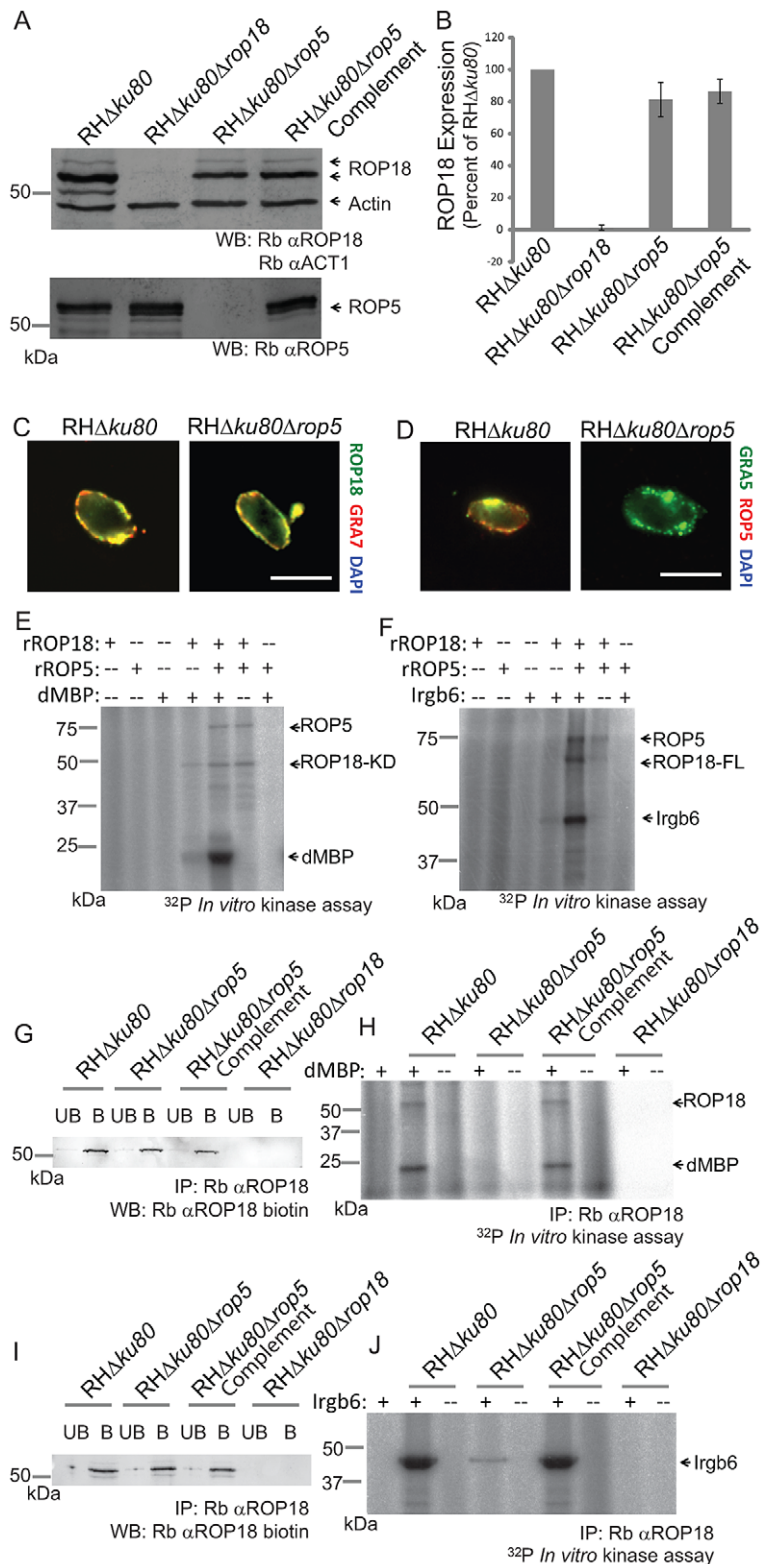 A
RHΔku80
RHΔku80Δrop18
RHΔku80Δrop5
RHΔku80Δrop5
Complement
50
ROP18
Actin
WB: Rb αROP18
Rb αACT1
50
ROP5
WB: Rb αROP5
kDa
B
ROP18 Expression
(Percent of RHΔku80)
120
100
80
60
40
20
0
-20
RHΔku80
RHΔku80Δrop18
RHΔku80Δrop5
RHΔku80Δrop5
Complement
C
RHΔku80
RHΔku80Δrop5
ROP18 GRA7 DAPI
D
RHΔku80
RHΔku80Δrop5
GRA5 ROP5 DAPI
E
rROP18: + -- -- + + + --
rROP5: -- + -- -- + + +
dMBP: -- -- + + + -- +
75
50
37
25
kDa
ROP5
ROP18-KD
dMBP
32P In vitro kinase assay
F
rROP18: + -- -- + + + --
rROP5: -- + -- -- + + +
Irgb6: -- -- + + + -- +
75
50
37
kDa
ROP5
ROP18-FL
Irgb6
32P In vitro kinase assay
G
RHΔku80
RHΔku80Δrop5
RHΔku80Δrop5
Complement
RHΔku80Δrop18
UB B UB B UB B UB B
50
kDa
IP: Rb αROP18
WB: Rb αROP18 biotin
H
RHΔku80
RHΔku80Δrop5
RHΔku80Δrop5
Complement
RHΔku80Δrop18
dMBP: + + -- + -- + -- + --
50
37
25
kDa
ROP18
dMBP
IP: Rb αROP18
32P In vitro kinase assay
I
RHΔku80
RHΔku80Δrop5
RHΔku80Δrop5
Complement
RHΔku80Δrop18
UB B UB B UB B UB B
50
kDa
IP: Rb αROP18
WB: Rb αROP18 biotin
J
RHΔku80
RHΔku80Δrop5
RHΔku80Δrop5
Complement
RHΔku80Δrop18
Irgb6: + + -- + -- + -- + --
50
37
kDa
Irgb6
IP: Rb αROP18
32P In vitro kinase assay